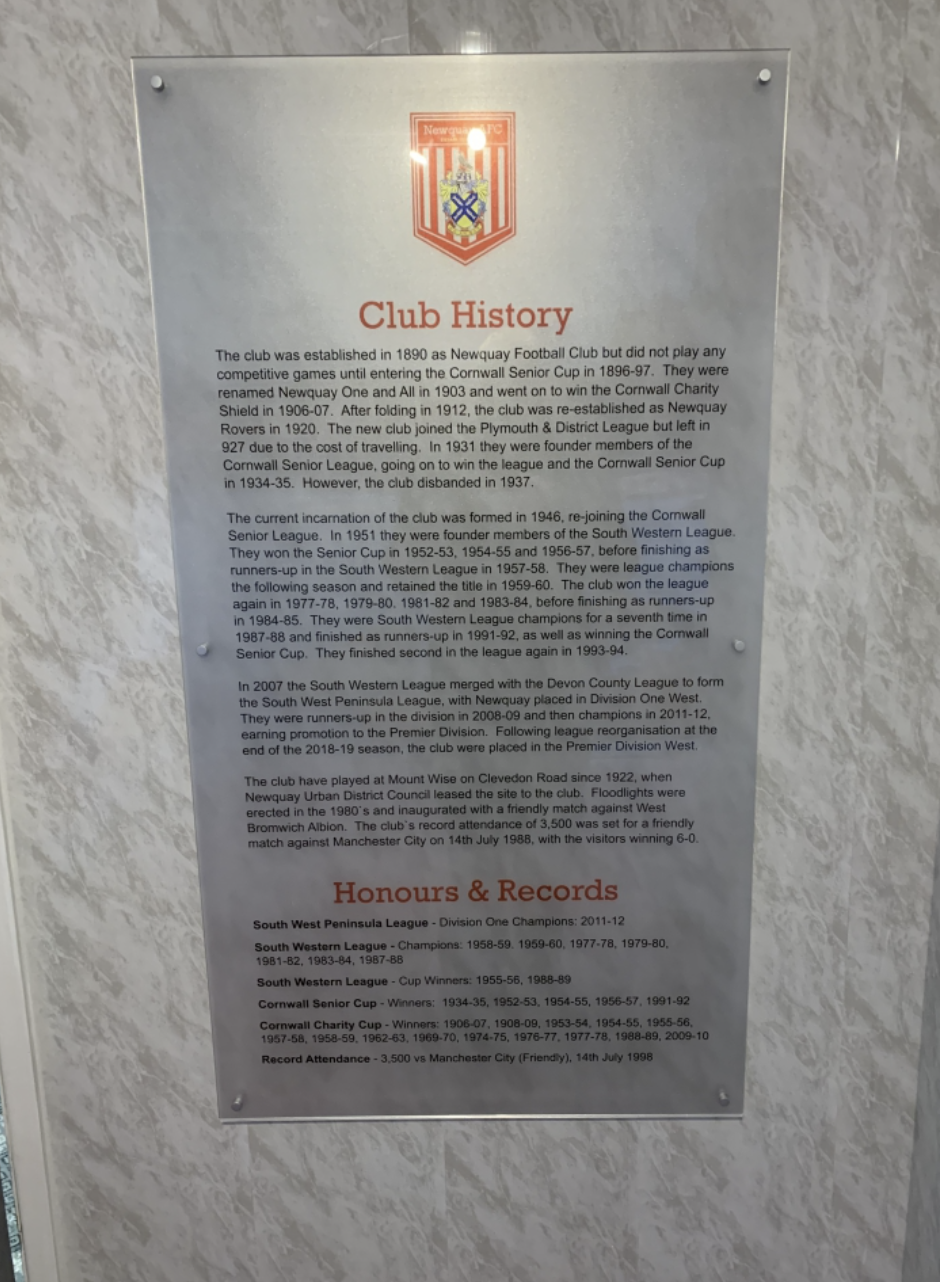 Newquay AFC
Club History
The club was established in 1890 as Newquay Football Club but did not play any
competitive games until entering the Cornwall Senior Cup in 1896-97. They were
renamed Newquay One and All in 1903 and went on to win the Cornwall Charity
Shield in 1906-07. After folding in 1912, the club was re-established as Newquay
Rovers in 1920. The new club joined the Plymouth & District League but left in
927 due to the cost of travelling. In 1931 they were founder members of the
Cornwall Senior League, going on to win the league and the Cornwall Senior Cup
in 1934-35. However, the club disbanded in 1937.
The current incarnation of the club was formed in 1946, re-joining the Cornwall
Senior League. In 1951 they were founder members of the South Western League.
They won the Senior Cup in 1952-53, 1954-55 and 1956-57, before finishing as
runners-up in the South Western League in 1957-58. They were league champions
the following season and retained the title in 1959-60. The club won the league
again in 1977-78, 1979-80. 1981-82 and 1983-84, before finishing as runners-up
in 1984-85. They were South Western League champions for a seventh time in
1987-88 and finished as runners-up in 1991-92, as well as winning the Cornwall
Senior Cup. They finished second in the league again in 1993-94.
In 2007 the South Western League merged with the Devon County League to form
the South West Peninsula League, with Newquay placed in Division One West.
They were runners-up in the division in 2008-09 and then champions in 2011-12,
earning promotion to the Premier Division. Following league reorganisation at the
end of the 2018-19 season, the club were placed in the Premier Division West.
The club have played at Mount Wise on Clevedon Road since 1922, when
Newquay Urban District Council leased the site to the club. Floodlights were
erected in the 1980`s and inaugurated with a friendly match against West
Bromwich Albion. The club`s record attendance of 3,500 was set for a friendly
match against Manchester City on 14th July 1988, with the visitors winning 6-0.
Honours & Records
South West Peninsula League - Division One Champions: 2011-12
South Western League - Champions: 1958-59. 1959-60, 1977-78, 1979-80,
1981-82, 1983-84, 1987-88
South Western League - Cup Winners: 1955-56, 1988-89
Cornwall Senior Cup - Winners: 1934-35, 1952-53, 1954-55, 1956-57, 1991-92
Cornwall Charity Cup - Winners: 1906-07, 1908-09, 1953-54, 1954-55, 1955-56,
1957-58, 1958-59, 1962-63, 1969-70, 1974-75, 1976-77, 1977-78, 1988-89, 2009-10
Record Attendance - 3,500 vs Manchester City (Friendly), 14th July 1998